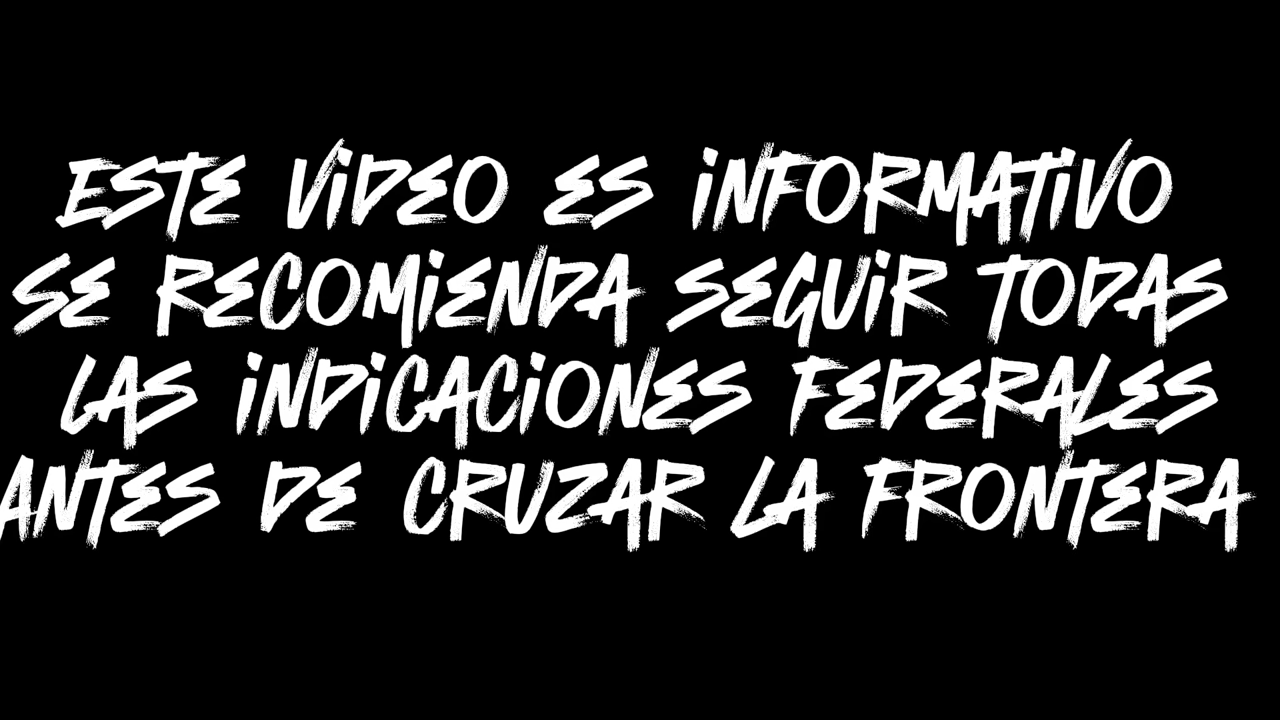 ESTE VIDEO ES INFORMATIVO
SE RECOMIENDA SEGUIR TODAS
LAS INDICACIONES FEDERALES
ANTES DE CRUZAR LA FRONTERA